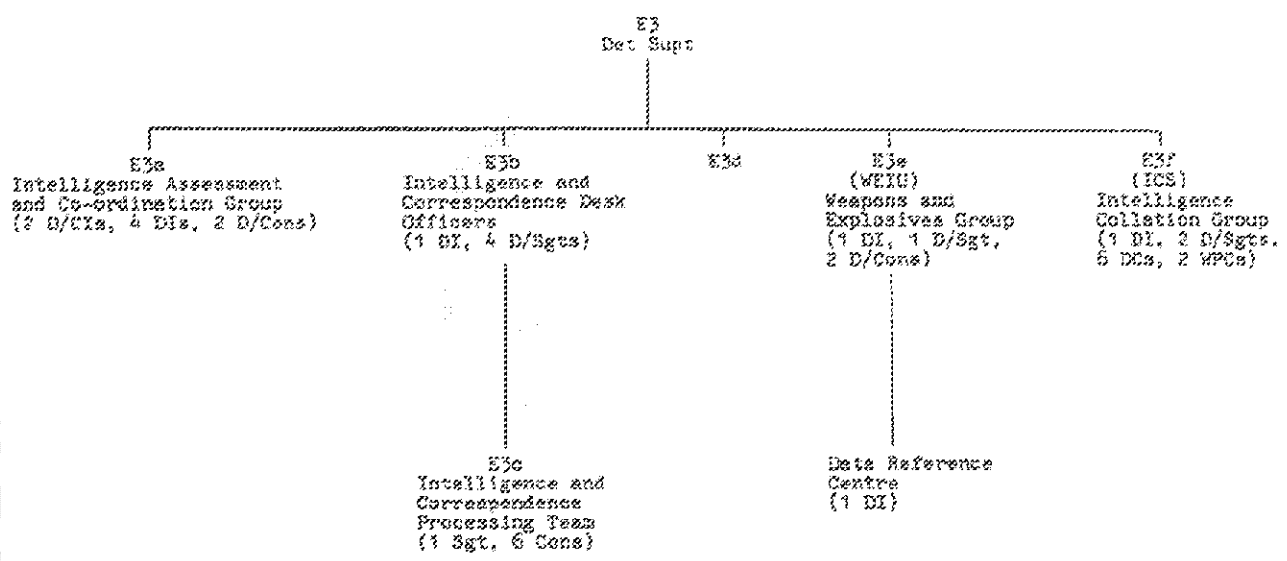 E3
Det Supt
E3a
Intelligence Assessment
and Co-ordination Group
(2 D/CIs, 4 DIs, 2 D/Cons)
E3b
Intelligence and
Correspondence Desk
Officers
(1 DI, 4 D/Sgts)
E3d
E3e
(WEIU)
Weapons and
Explosives Group
(1 DI, 1 D/Sgt,
2 D/Cons)
E3f
(ICS)
Intelligence
Collation Group
(1 DI, 2 D/Sgts,
6 DCs, 2 WPCs)
E3c
Intelligence and
Correspondence
Processing Team
(1 Sgt, 6 Cons)
Data Reference
Centre
(1 DI)